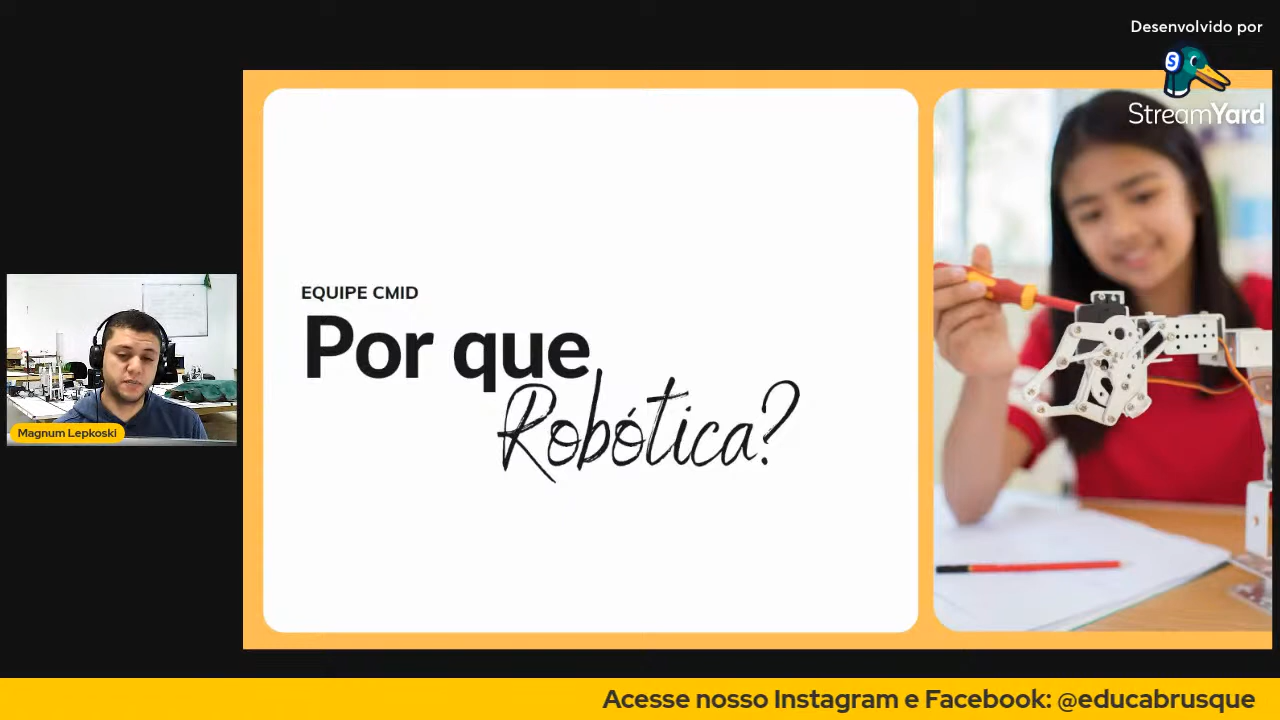 Desenvolvido por
S
StreamYard
EQUIPE CMID
Por que
Robótica?
Magnum Lepkoski
Acesse nosso Instagram e Facebook: @educabrusque